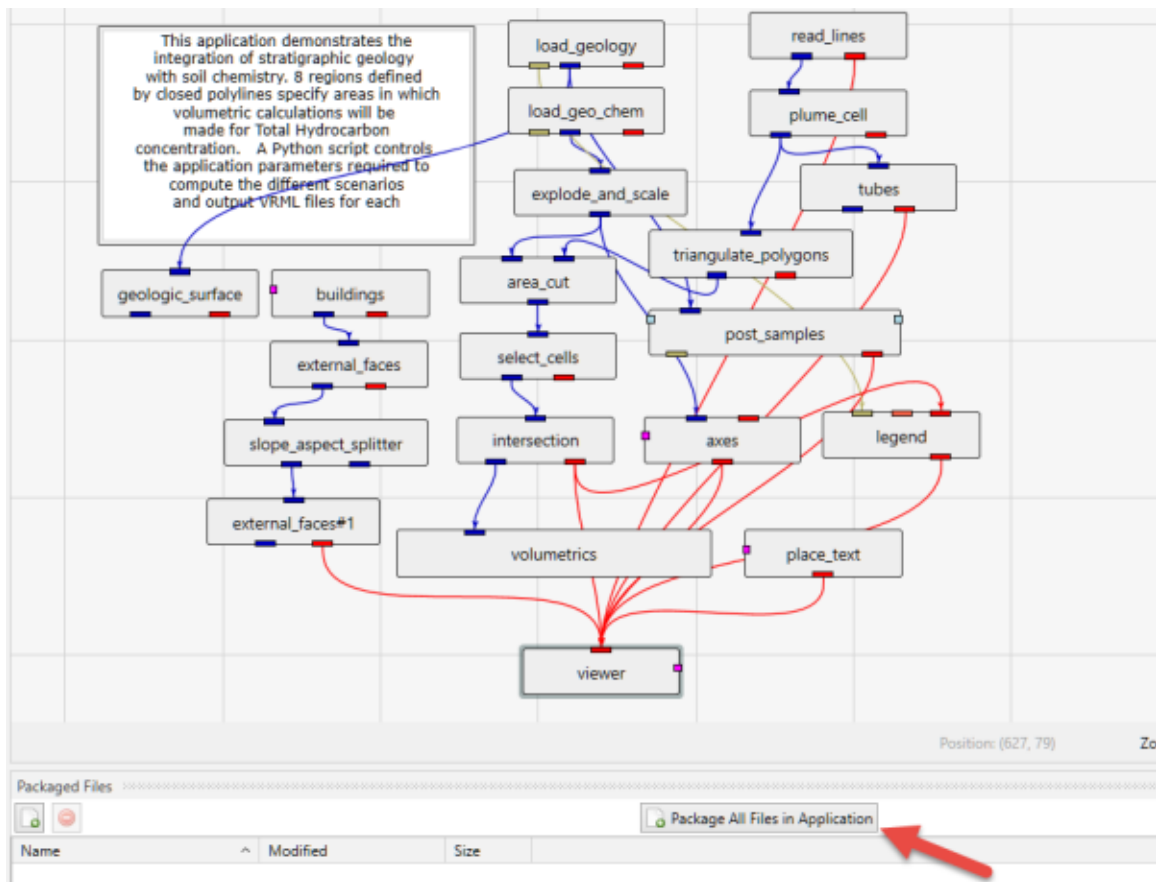 This application demonstrates the
integration of stratigraphic geology
with soil chemistry. 8 regions defined
by closed polylines specify areas in which
volumetric calculations will be
made for Total Hydrocarbon
concentration. A Python script controls
the application parameters required to
compute the different scenarios
and output VRML files for each
load_geology
read_lines
load_geo_chem
plume_cell
explode_and_scale
tubes
triangulate_polygons
geologic_surface
buildings
area_cut
post_samples
external_faces
select_cells
slope_aspect_splitter
intersection
axes
legend
external_faces#1
volumetrics
place_text
viewer
Position: (627, 79)
Zo
Packaged Files
Package All Files in Application
Name
Modified
Size